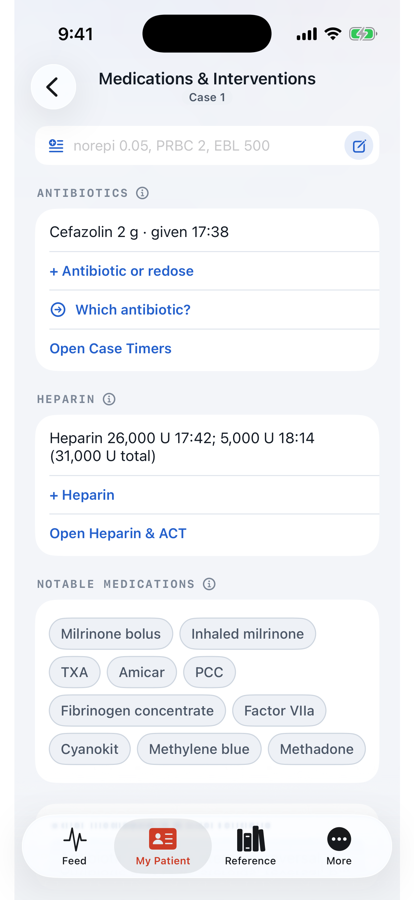 9:41
Medications & Interventions
Case 1
norepi 0.05, PRBC 2, EBL 500
ANTIBIOTICS
Cefazolin 2 g · given 17:38
+ Antibiotic or redose
Which antibiotic?
Open Case Timers
HEPARIN
Heparin 26,000 U 17:42; 5,000 U 18:14
(31,000 U total)
+ Heparin
Open Heparin & ACT
NOTABLE MEDICATIONS
Milrinone bolus Inhaled milrinone
TXA Amicar PCC
Fibrinogen concentrate Factor VIIa
Cyanokit Methylene blue Methadone
Feed My Patient Reference More